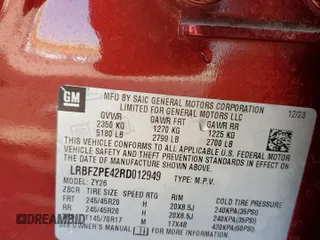 GM
MFD BY SAIC GENERAL MOTORS CORPORATION
LIMITED FOR GENERAL MOTORS LLC
12/23
GVWR GAWR FRT GAWR RR
2350 KG 1270 KG 1225 KG
5180 LB 2799 LB 2700 LB
THIS VEHICLE CONFORMS TO ALL APPLICABLE U.S. FEDERAL MOTOR
VEHICLE SAFETY AND THEFT PREVENTION STANDARDS IN EFFECT ON
THE DATE OF MANUFACTURE SHOWN ABOVE.
LRBFZPE42RD012949 TYPE: M.P.V.
ZBCR MODEL: ZY26
TIRE SIZE SPEED RTG RIM COLD TIRE PRESSURE
FRT 245/45R20 H 20X8.5J 240KPA(35PSI)
RR 245/45R20 H 20X8.5J 240KPA(35PSI)
T145/70R17 M 17X4B 420KPA(60PSI)
DREAMBID